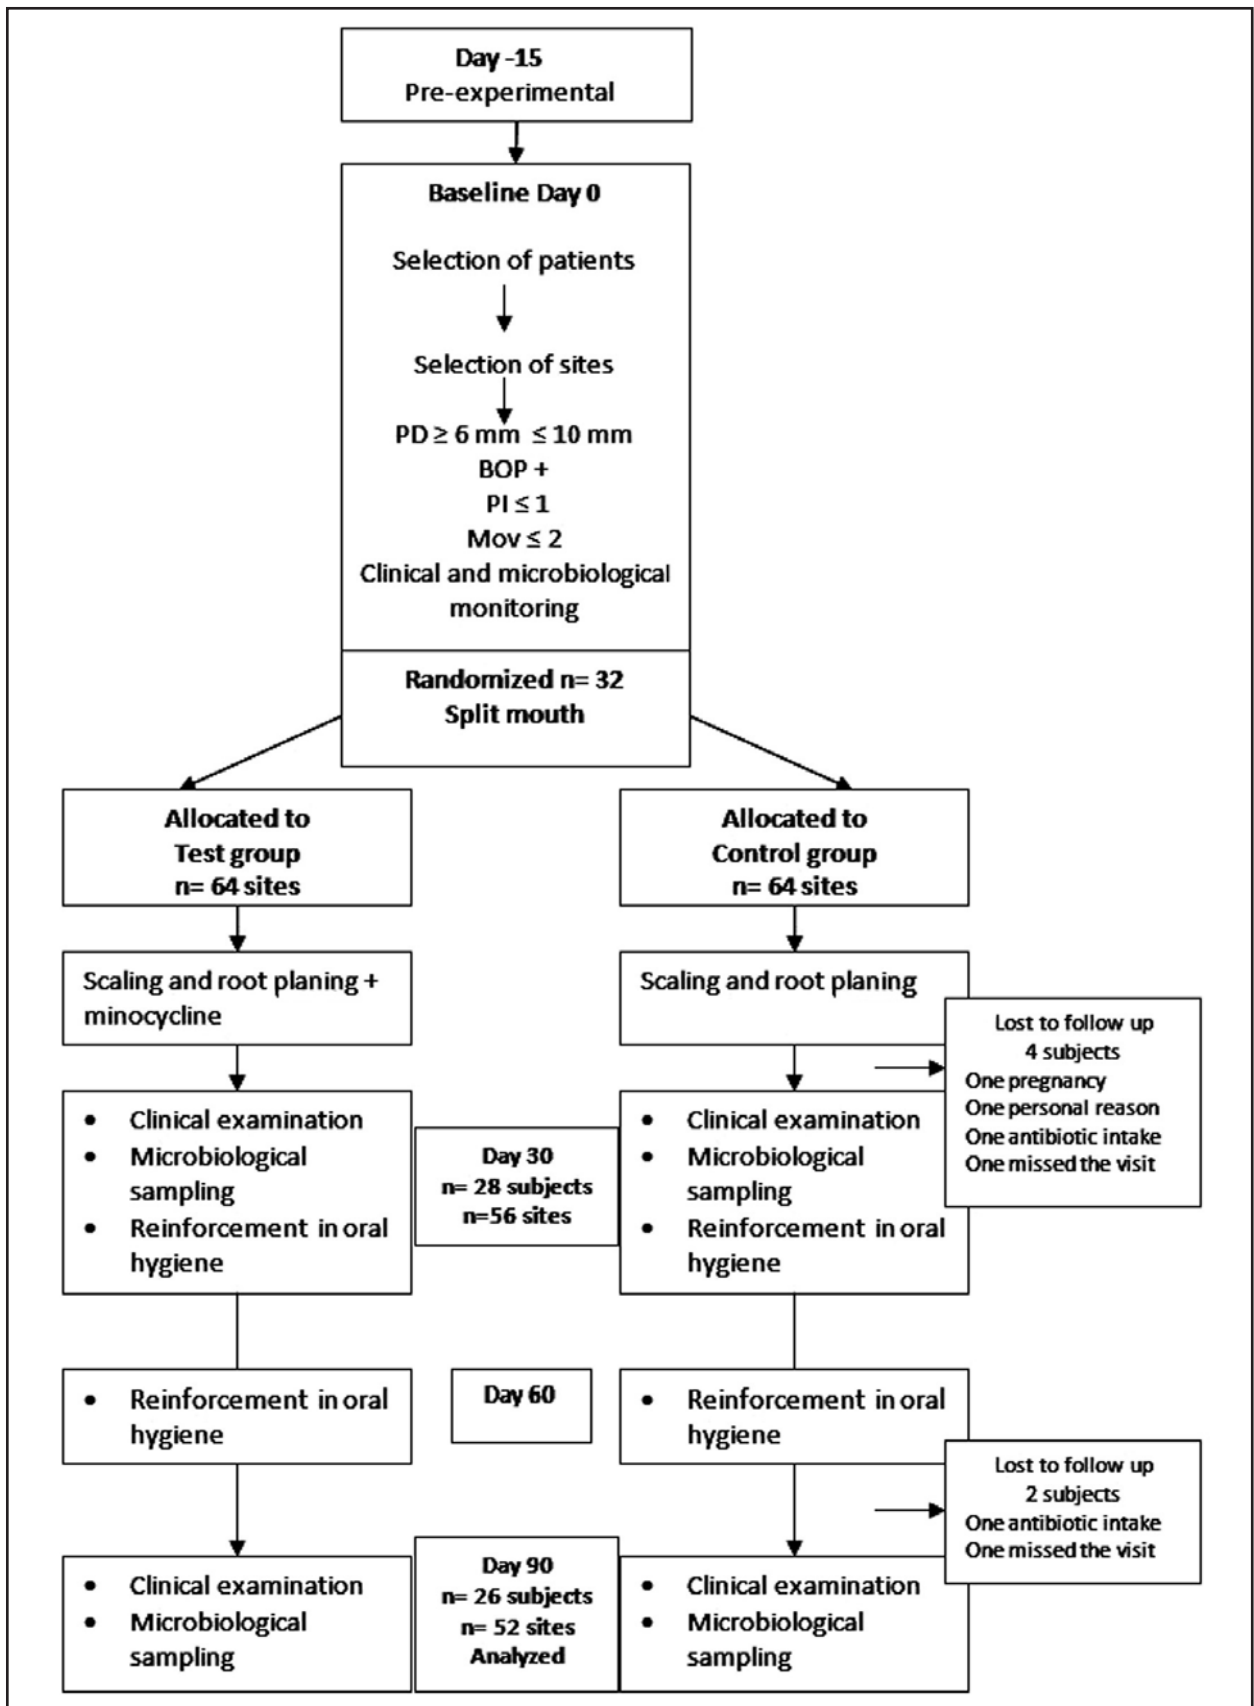 Day -15
Pre-experimental
Baseline Day 0
Selection of patients
Selection of sites
PD ≥ 6 mm ≤ 10 mm
BOP +
PI ≤ 1
Mov ≤ 2
Clinical and microbiological
monitoring
Randomized n= 32
Split mouth
Allocated to
Test group
n= 64 sites
Allocated to
Control group
n= 64 sites
Scaling and root planing +
minocycline
Scaling and root planing
Lost to follow up
4 subjects
One pregnancy
One personal reason
One antibiotic intake
One missed the visit
• Clinical examination
• Microbiological
sampling
• Reinforcement in oral
hygiene
Day 30
n= 28 subjects
n=56 sites
• Clinical examination
• Microbiological
sampling
• Reinforcement in oral
hygiene
• Reinforcement in oral
hygiene
Day 60
• Reinforcement in oral
hygiene
Lost to follow up
2 subjects
One antibiotic intake
One missed the visit
• Clinical examination
• Microbiological
sampling
Day 90
n= 26 subjects
n= 52 sites
Analyzed
• Clinical examination
• Microbiological
sampling